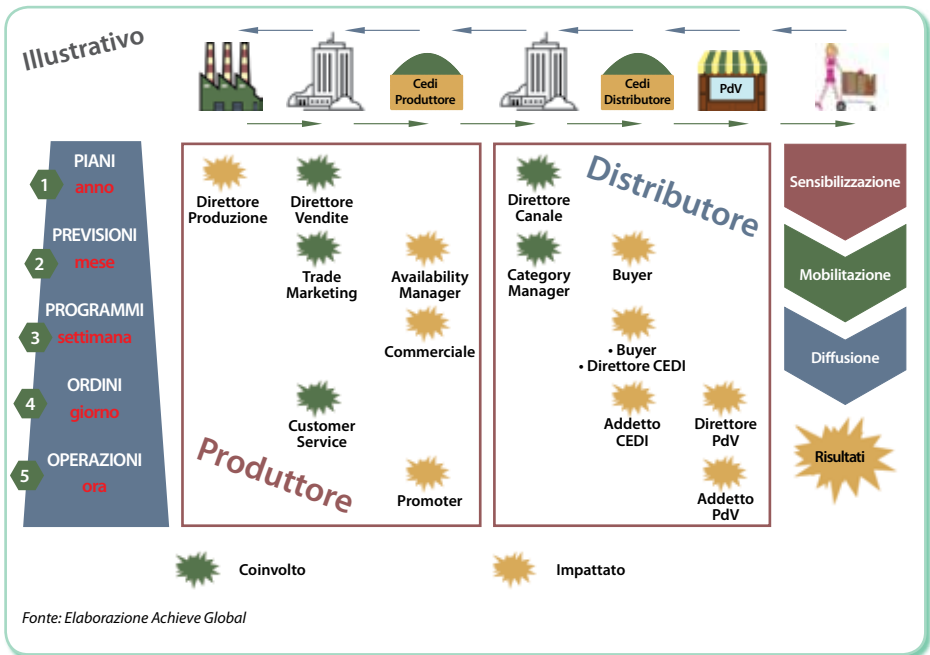 Illustrativo
Cedi
Produttore
Cedi
Distributore
PdV
1
PIANI
anno
2
PREVISIONI
mese
3
PROGRAMMI
settimana
4
ORDINI
giorno
5
OPERAZIONI
ora
Direttore
Produzione
Direttore
Vendite
Trade
Marketing
Availability
Manager
Commerciale
Customer
Service
Promoter
Produttore
Distributore
Direttore
Canale
Category
Manager
Buyer
• Buyer
• Direttore CEDI
Addetto
CEDI
Direttore
PdV
Addetto
PdV
Sensibilizzazione
Mobilitazione
Diffusione
Risultati
Coinvolto
Impattato
Fonte: Elaborazione Achieve Global